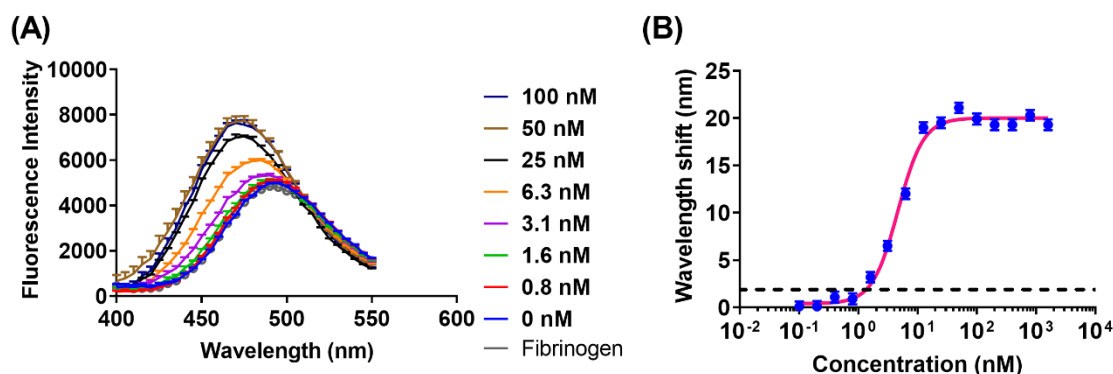 (A)
Fluorescence Intensity
10000
8000
6000
4000
2000
0
400
450
500
550
600
Wavelength (nm)
100 nM
50 nM
25 nM
6.3 nM
3.1 nM
1.6 nM
0.8 nM
0 nM
Fibrinogen
(B)
Wavelength shift (nm)
25
20
15
10
5
0
10-2
10-1
100
101
102
103
104
Concentration (nM)